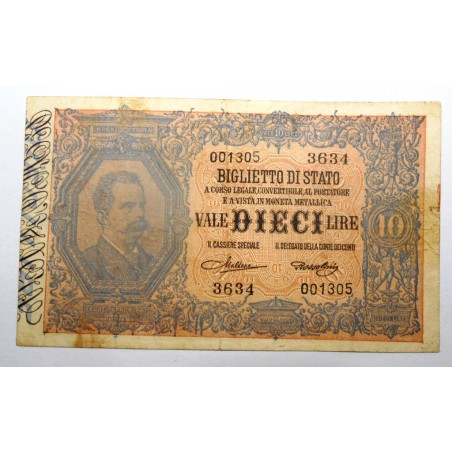 001305 3634
BIGLIETTO DI STATO
A CORSO LEGALE, CONVERTIBILE, AL PORTATORE
E A VISTA, IN MONETA METALLICA
VALE DIECI LIRE
10
IL CASSIERE SPECIALE IL DELEGATO DELLA CORTE DEI CONTI
3634 001305